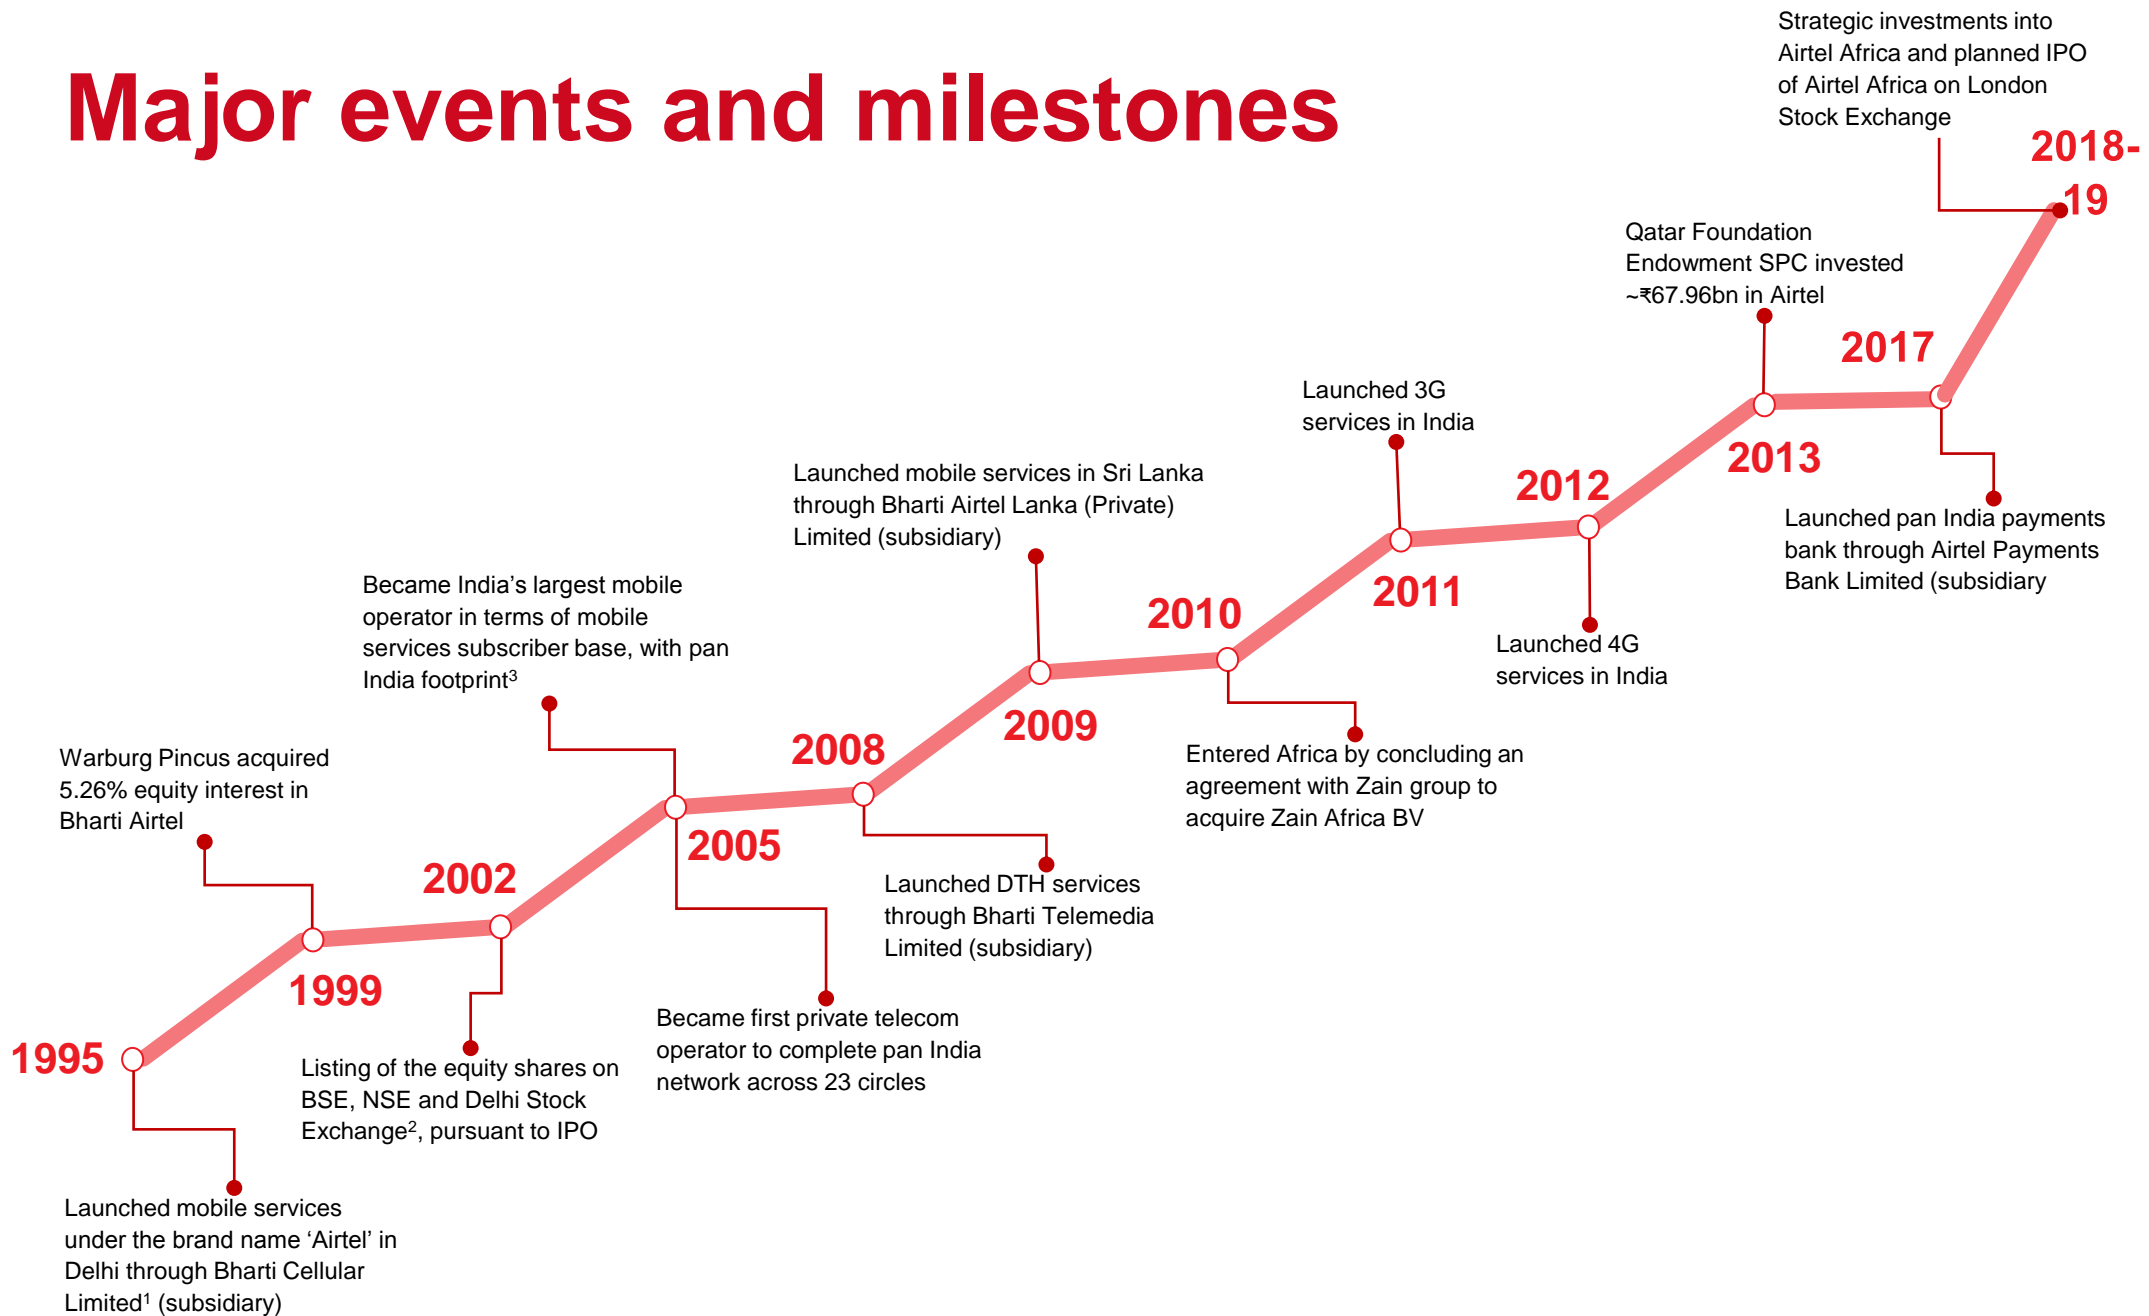 Major events and milestones
Strategic investments into
Airtel Africa and planned IPO
of Airtel Africa on London
Stock Exchange
2018-
19
Qatar Foundation
Endowment SPC invested
~₹67.96bn in Airtel
2017
Launched 3G
services in India
2013
Launched mobile services in Sri Lanka
through Bharti Airtel Lanka (Private)
Limited (subsidiary)
2012
Launched pan India payments
bank through Airtel Payments
Bank Limited (subsidiary
Became India’s largest mobile
operator in terms of mobile
services subscriber base, with pan
India footprint³
2010
2011
Launched 4G
services in India
2009
Warburg Pincus acquired
5.26% equity interest in
Bharti Airtel
2008
Entered Africa by concluding an
agreement with Zain group to
acquire Zain Africa BV
2002
2005
Launched DTH services
through Bharti Telemedia
Limited (subsidiary)
1999
Became first private telecom
operator to complete pan India
network across 23 circles
1995
Listing of the equity shares on
BSE, NSE and Delhi Stock
Exchange², pursuant to IPO
Launched mobile services
under the brand name ‘Airtel’ in
Delhi through Bharti Cellular
Limited¹ (subsidiary)